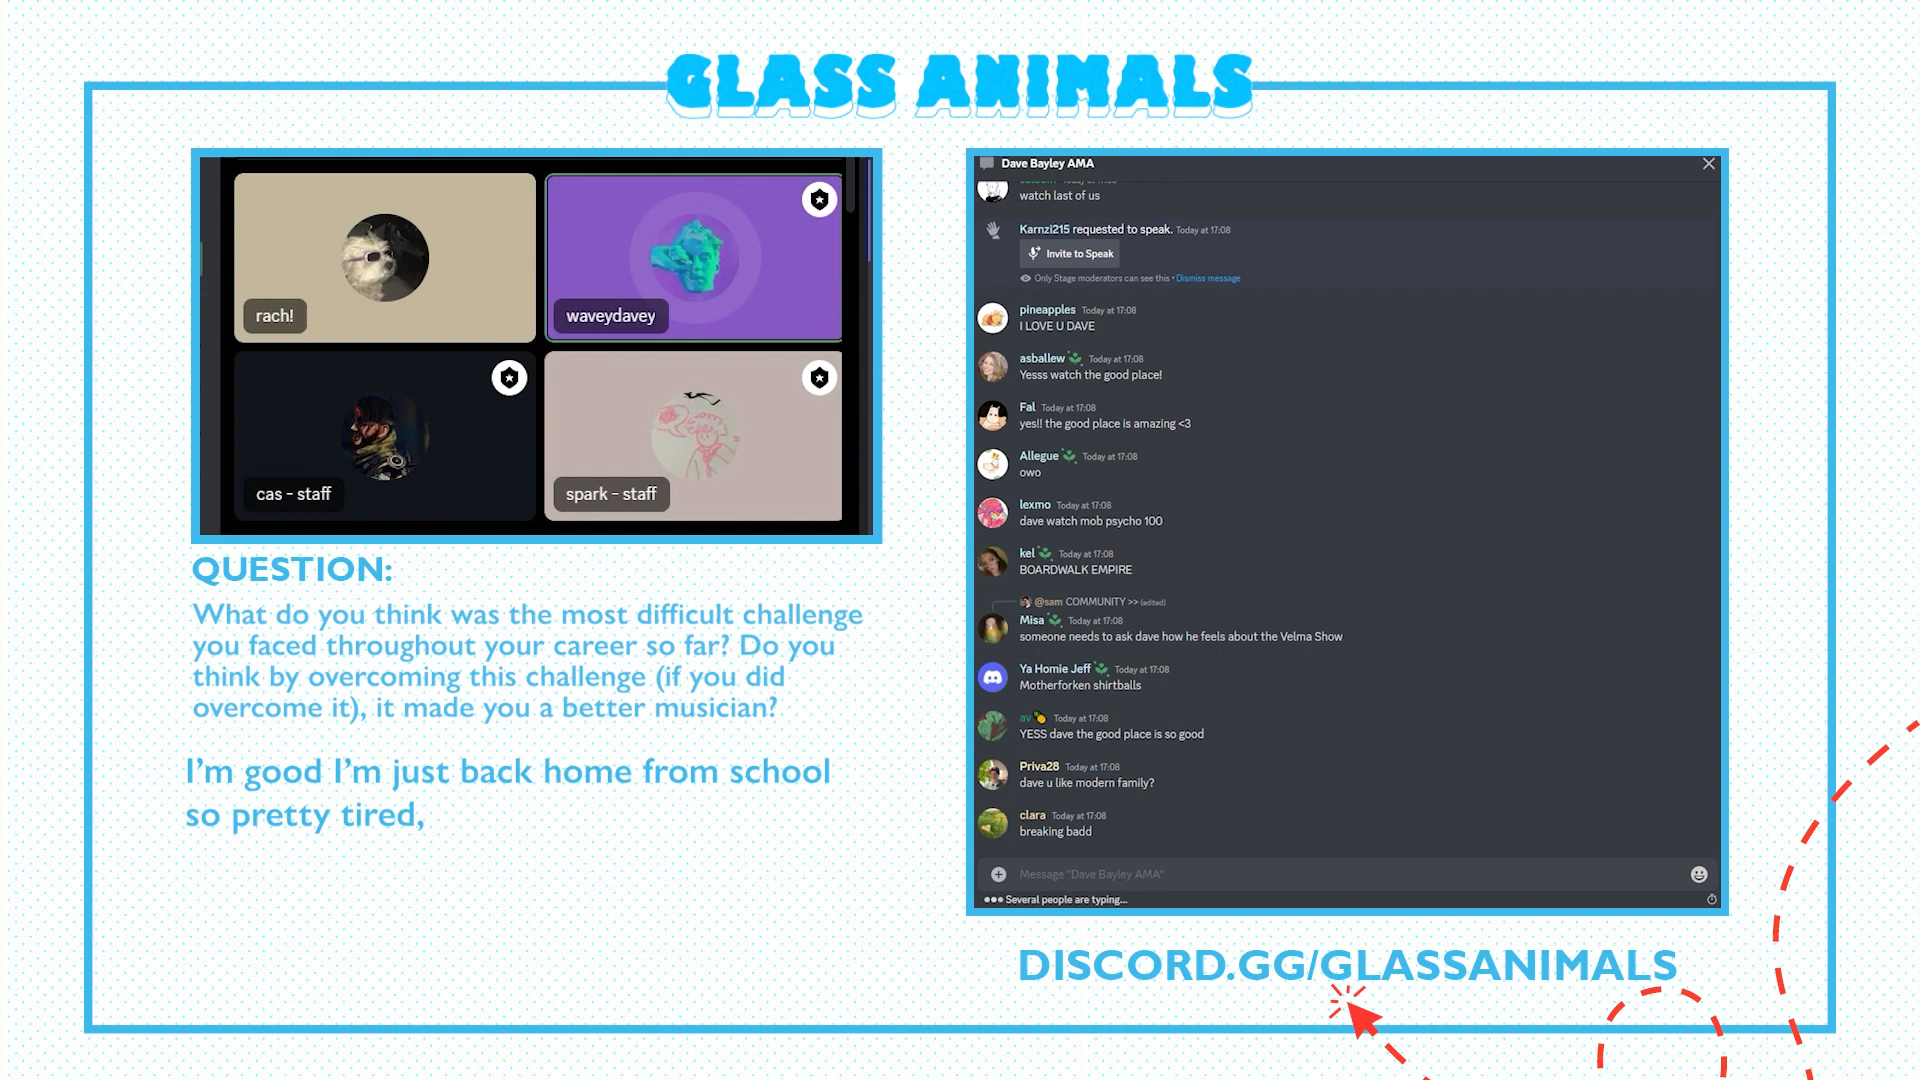 GLASS ANIMALS
rach!
waveydavey
cas - staff
spark - staff
QUESTION:
What do you think was the most difficult challenge
you faced throughout your career so far? Do you
think by overcoming this challenge (if you did
overcome it), it made you a better musician?
I'm good I'm just back home from school
so pretty tired,
Dave Bayley AMA
watch last of us
Karnzi215 requested to speak. Today at 17:08
Invite to Speak
Only Stage moderators can see this • Dismiss message
pineapples Today at 17:08
I LOVE U DAVE
asballew Today at 17:08
Yesss watch the good place!
Fal Today at 17:08
yes!! the good place is amazing <3
Allegue Today at 17:08
owo
lexmo Today at 17:08
dave watch mob psycho 100
kel Today at 17:08
BOARDWALK EMPIRE
@sam COMMUNITY >> (edited)
Misa Today at 17:08
someone needs to ask dave how he feels about the Velma Show
Ya Homie Jeff Today at 17:08
Motherforken shirtballs
av Today at 17:08
YESS dave the good place is so good
Priva28 Today at 17:08
dave u like modern family?
clara Today at 17:08
breaking badd
Message "Dave Bayley AMA"
Several people are typing...
DISCORD.GG/GLASSANIMALS